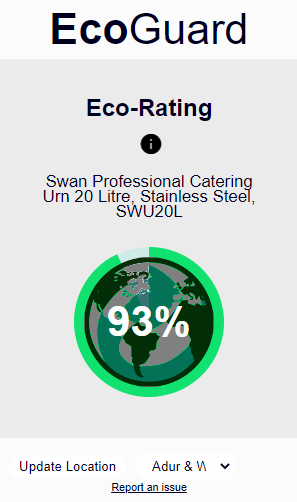 EcoGuard
Eco-Rating
i
Swan Professional Catering
Urn 20 Litre, Stainless Steel,
SWU20L
93%
Update Location
Adur & W
Report an issue